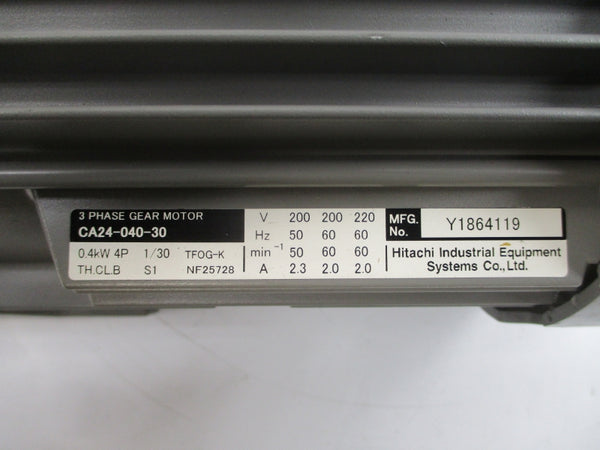 3 PHASE GEAR MOTOR
CA24-040-30
0.4kW 4P 1/30 TFOG-K
TH.CL.B S1 NF25728
V 200 200 220
Hz 50 60 60
min⁻¹ 50 60 60
A 2.3 2.0 2.0
MFG. No. Y1864119
Hitachi Industrial Equipment
Systems Co.,Ltd.